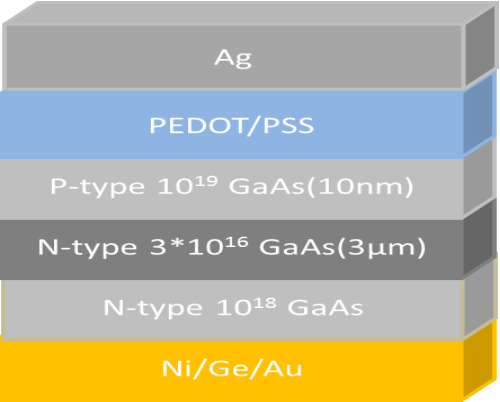 Ag
PEDOT/PSS
P-type 10¹⁹ GaAs(10nm)
N-type 3*10¹⁶ GaAs(3μm)
N-type 10¹⁸ GaAs
Ni/Ge/Au